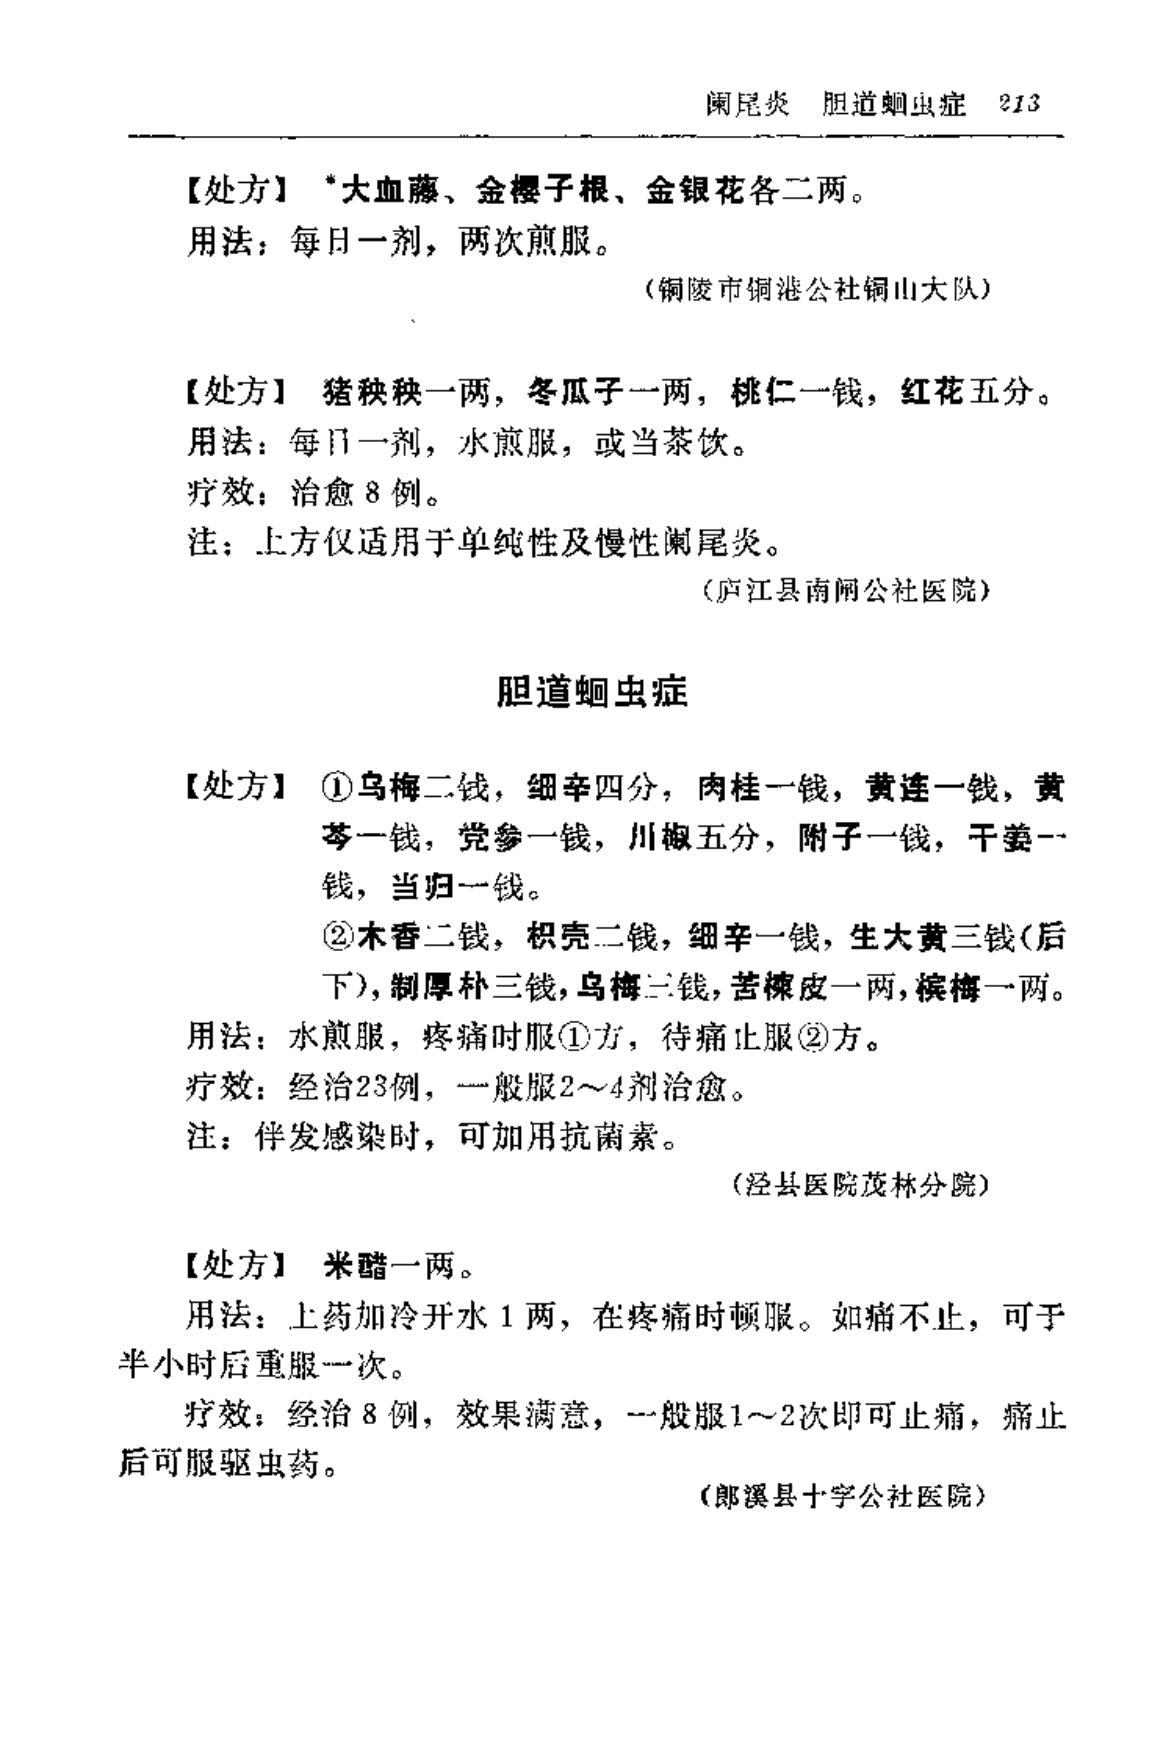 阑尾炎　胆道蛔虫症　213
【处方】　*大血藤、金樱子根、金银花各二两。
用法：每日一剂，两次煎服。
（铜陵市铜港公社铜山大队）
【处方】　猪秧秧一两，冬瓜子一两，桃仁一钱，红花五分。
用法：每日一剂，水煎服，或当茶饮。
疗效：治愈8例。
注：上方仅适用于单纯性及慢性阑尾炎。
（庐江县南闸公社医院）
胆道蛔虫症
【处方】　①乌梅二钱，细辛四分，肉桂一钱，黄连一钱，黄
芩一钱，党参一钱，川椒五分，附子一钱，干姜一
钱，当归一钱。
②木香二钱，枳壳二钱，细辛一钱，生大黄三钱（后
下），制厚朴三钱，乌梅三钱，苦楝皮一两，槟梅一两。
用法：水煎服，疼痛时服①方，待痛止服②方。
疗效：经治23例，一般服2～4剂治愈。
注：伴发感染时，可加用抗菌素。
（泾县医院茂林分院）
【处方】　米醋一两。
用法：上药加冷开水1两，在疼痛时顿服。如痛不止，可于
半小时后重服一次。
疗效：经治8例，效果满意，一般服1～2次即可止痛，痛止
后可服驱虫药。
（郎溪县十字公社医院）